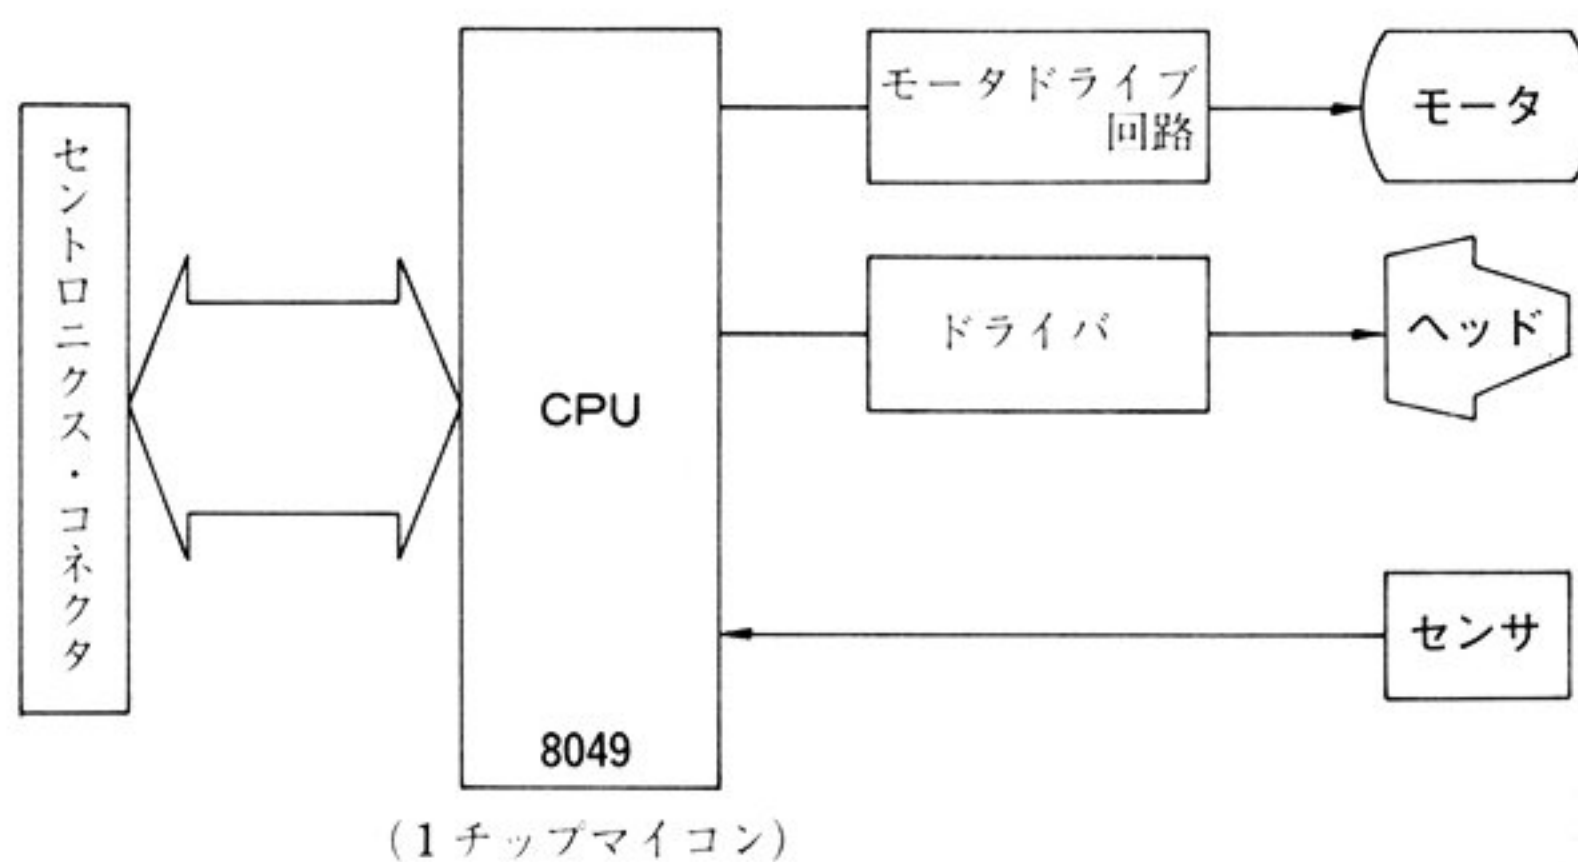 セントロニクス・コネクタ
CPU
8049
(1チップマイコン)
モータドライブ
回路
モータ
ドライバ
ヘッド
センサ